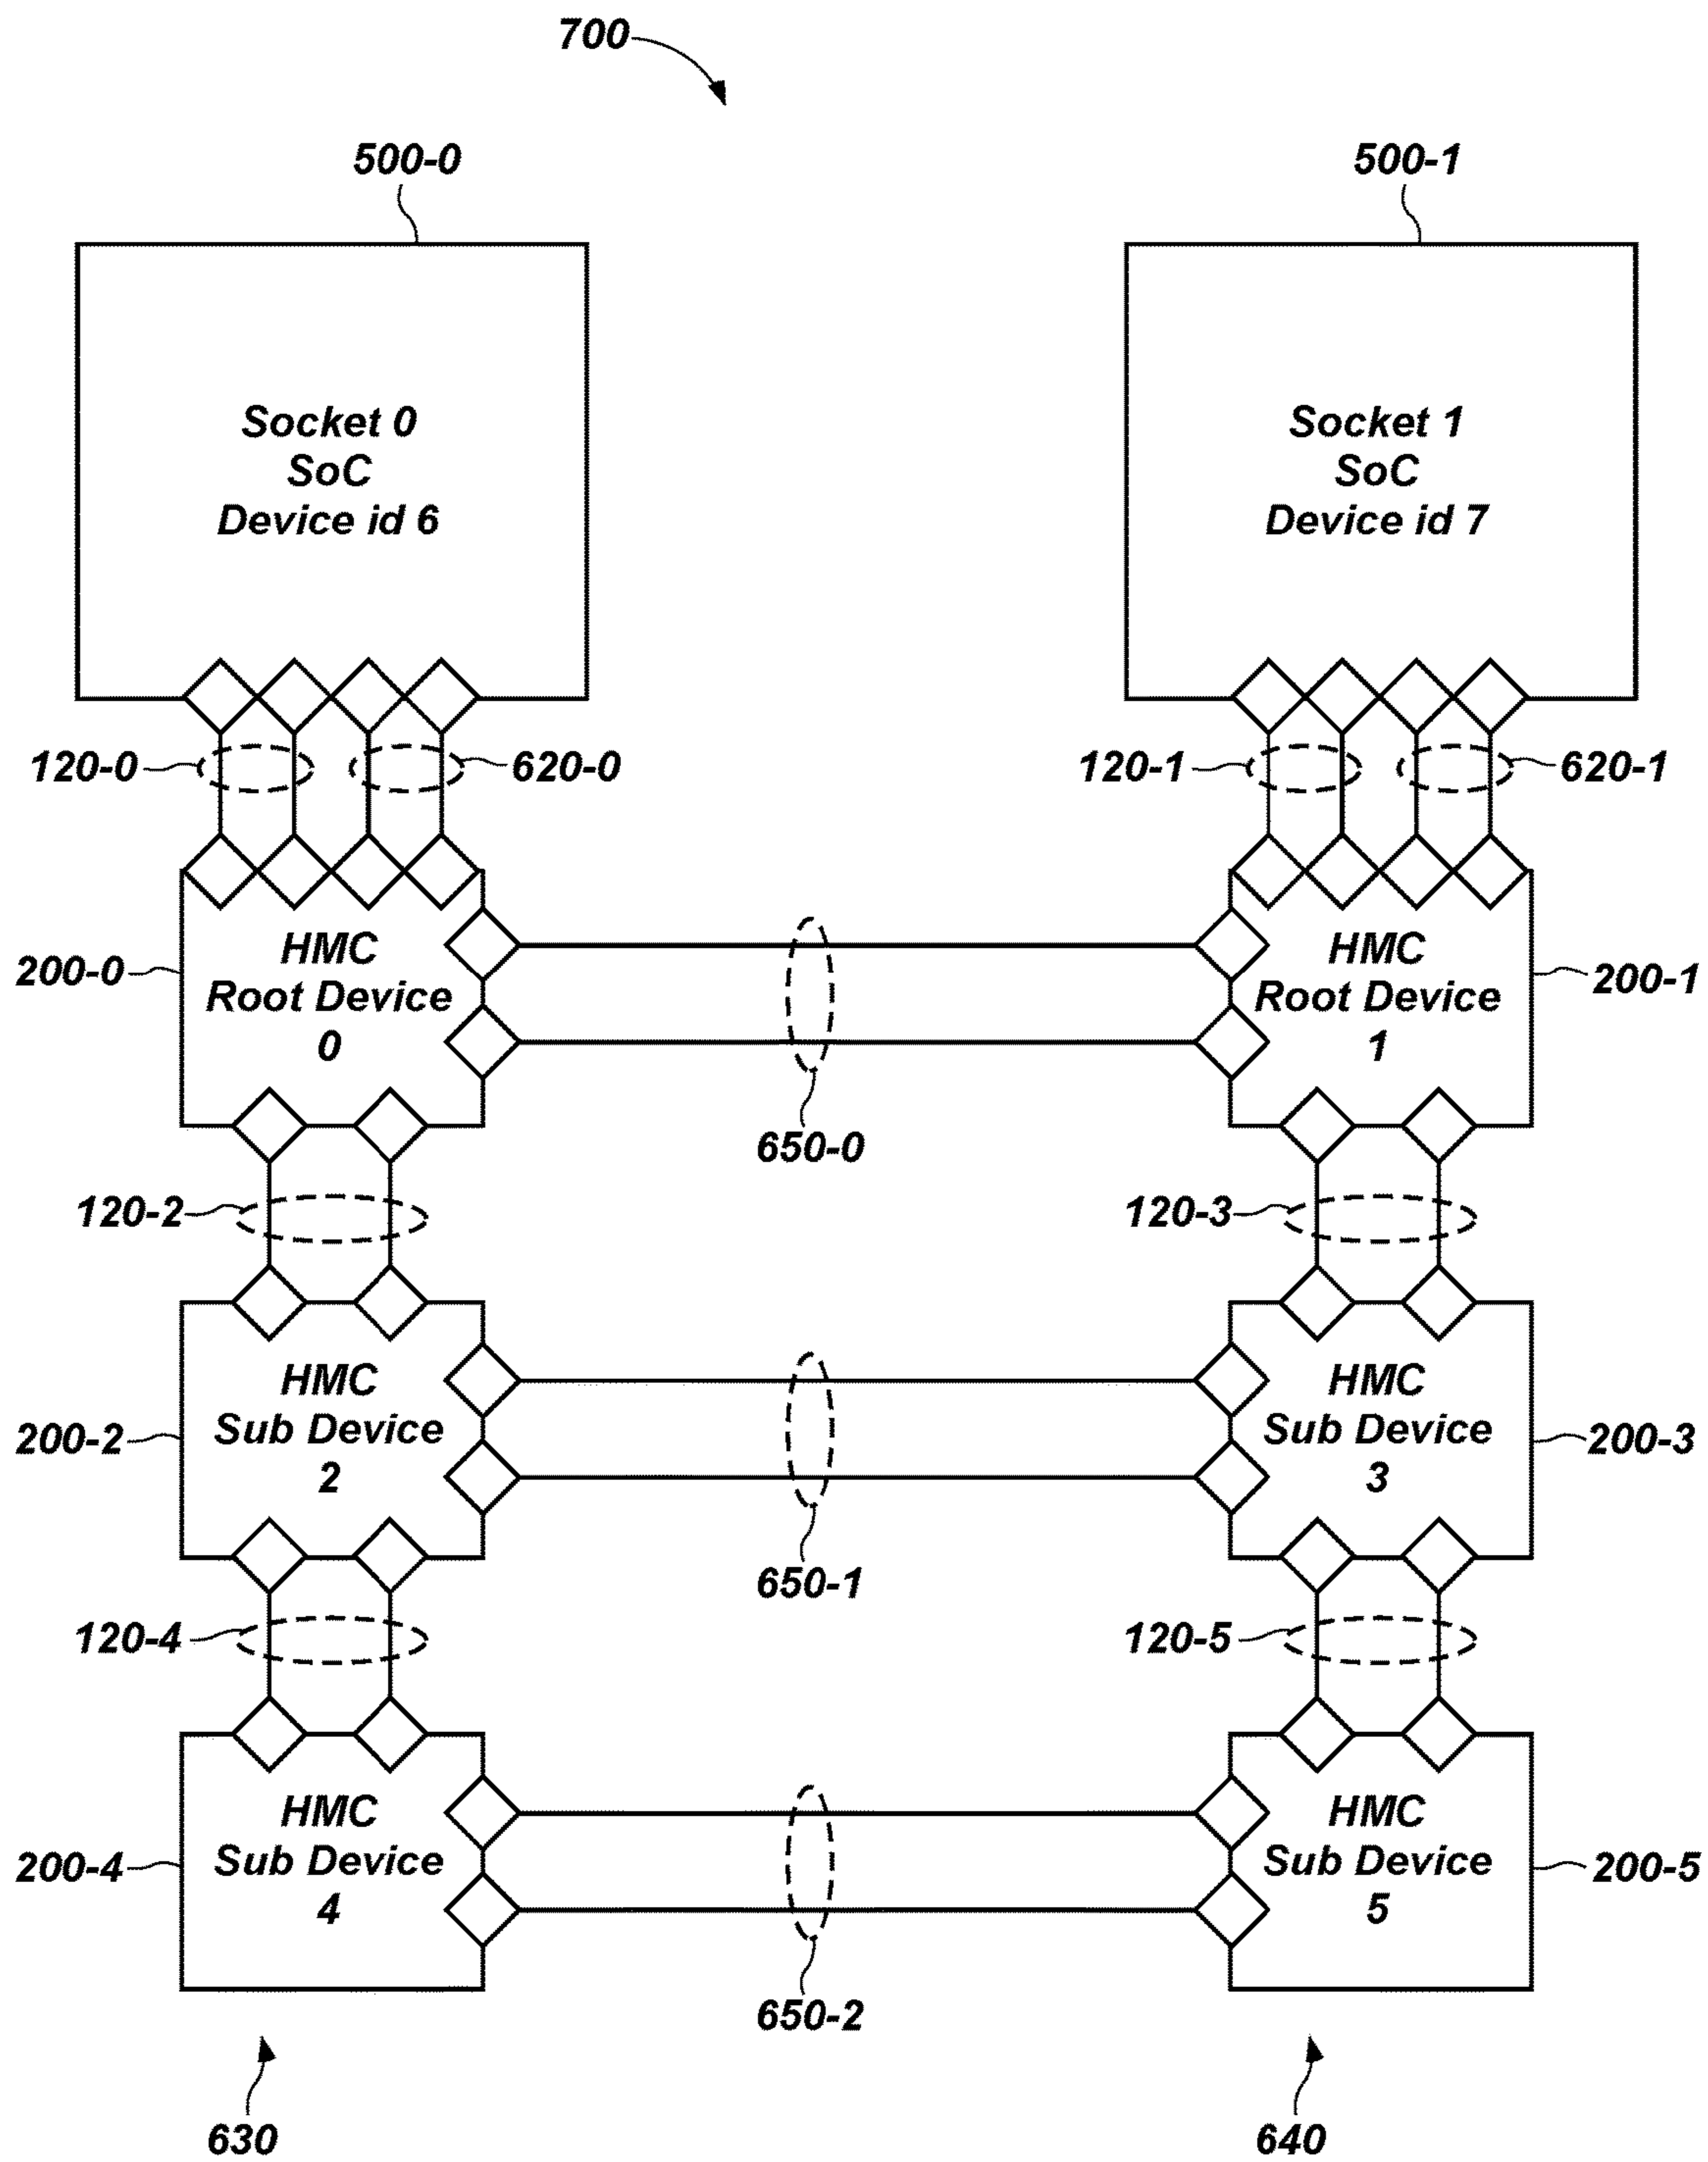 700
500-0
500-1
Socket 0
SoC
Device id 6
Socket 1
SoC
Device id 7
120-0
620-0
120-1
620-1
HMC
Root Device
0
200-0
HMC
Root Device
1
200-1
650-0
120-2
120-3
HMC
Sub Device
2
200-2
HMC
Sub Device
3
200-3
650-1
120-4
120-5
HMC
Sub Device
4
200-4
HMC
Sub Device
5
200-5
650-2
630
640